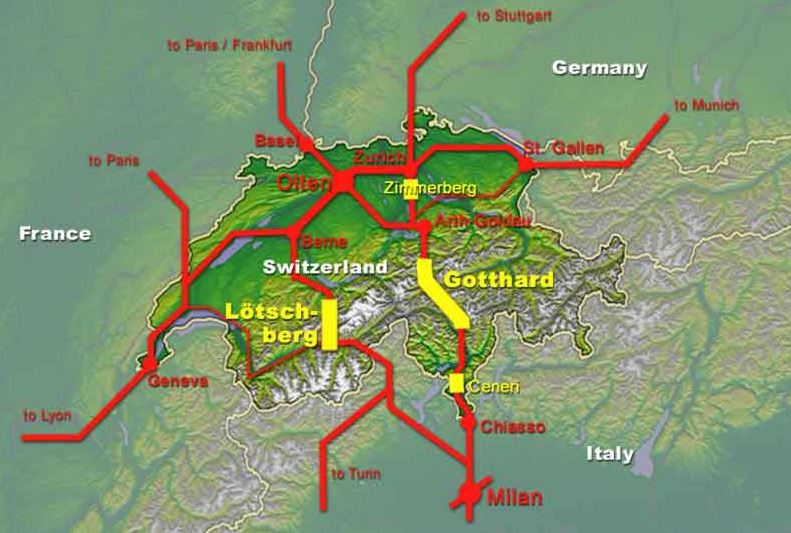 to Stuttgart
to Paris / Frankfurt
Germany
to Munich
Basel
Zurich
St. Gallen
to Paris
Olten
Zimmerberg
Arth-Goldau
France
Berne
Switzerland
Gotthard
Lötsch-
berg
Geneva
Ceneri
to Lyon
Chiasso
Italy
to Turin
Milan